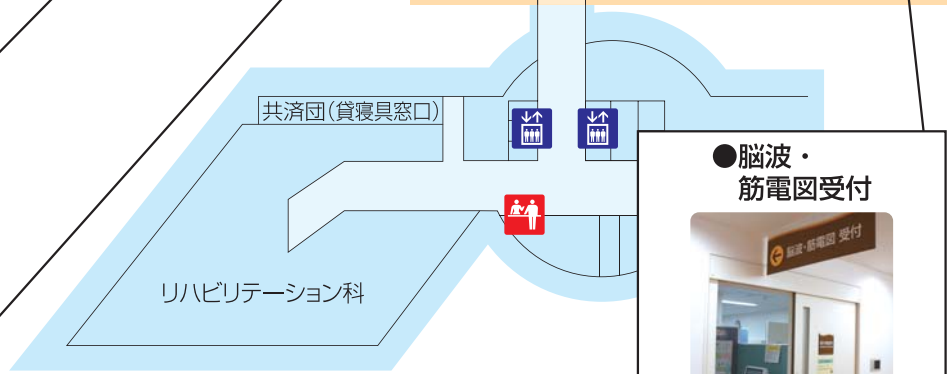 共済団(貸寝具窓口)
リハビリテーション科
●脳波・
筋電図受付
脳波・筋電図 受付